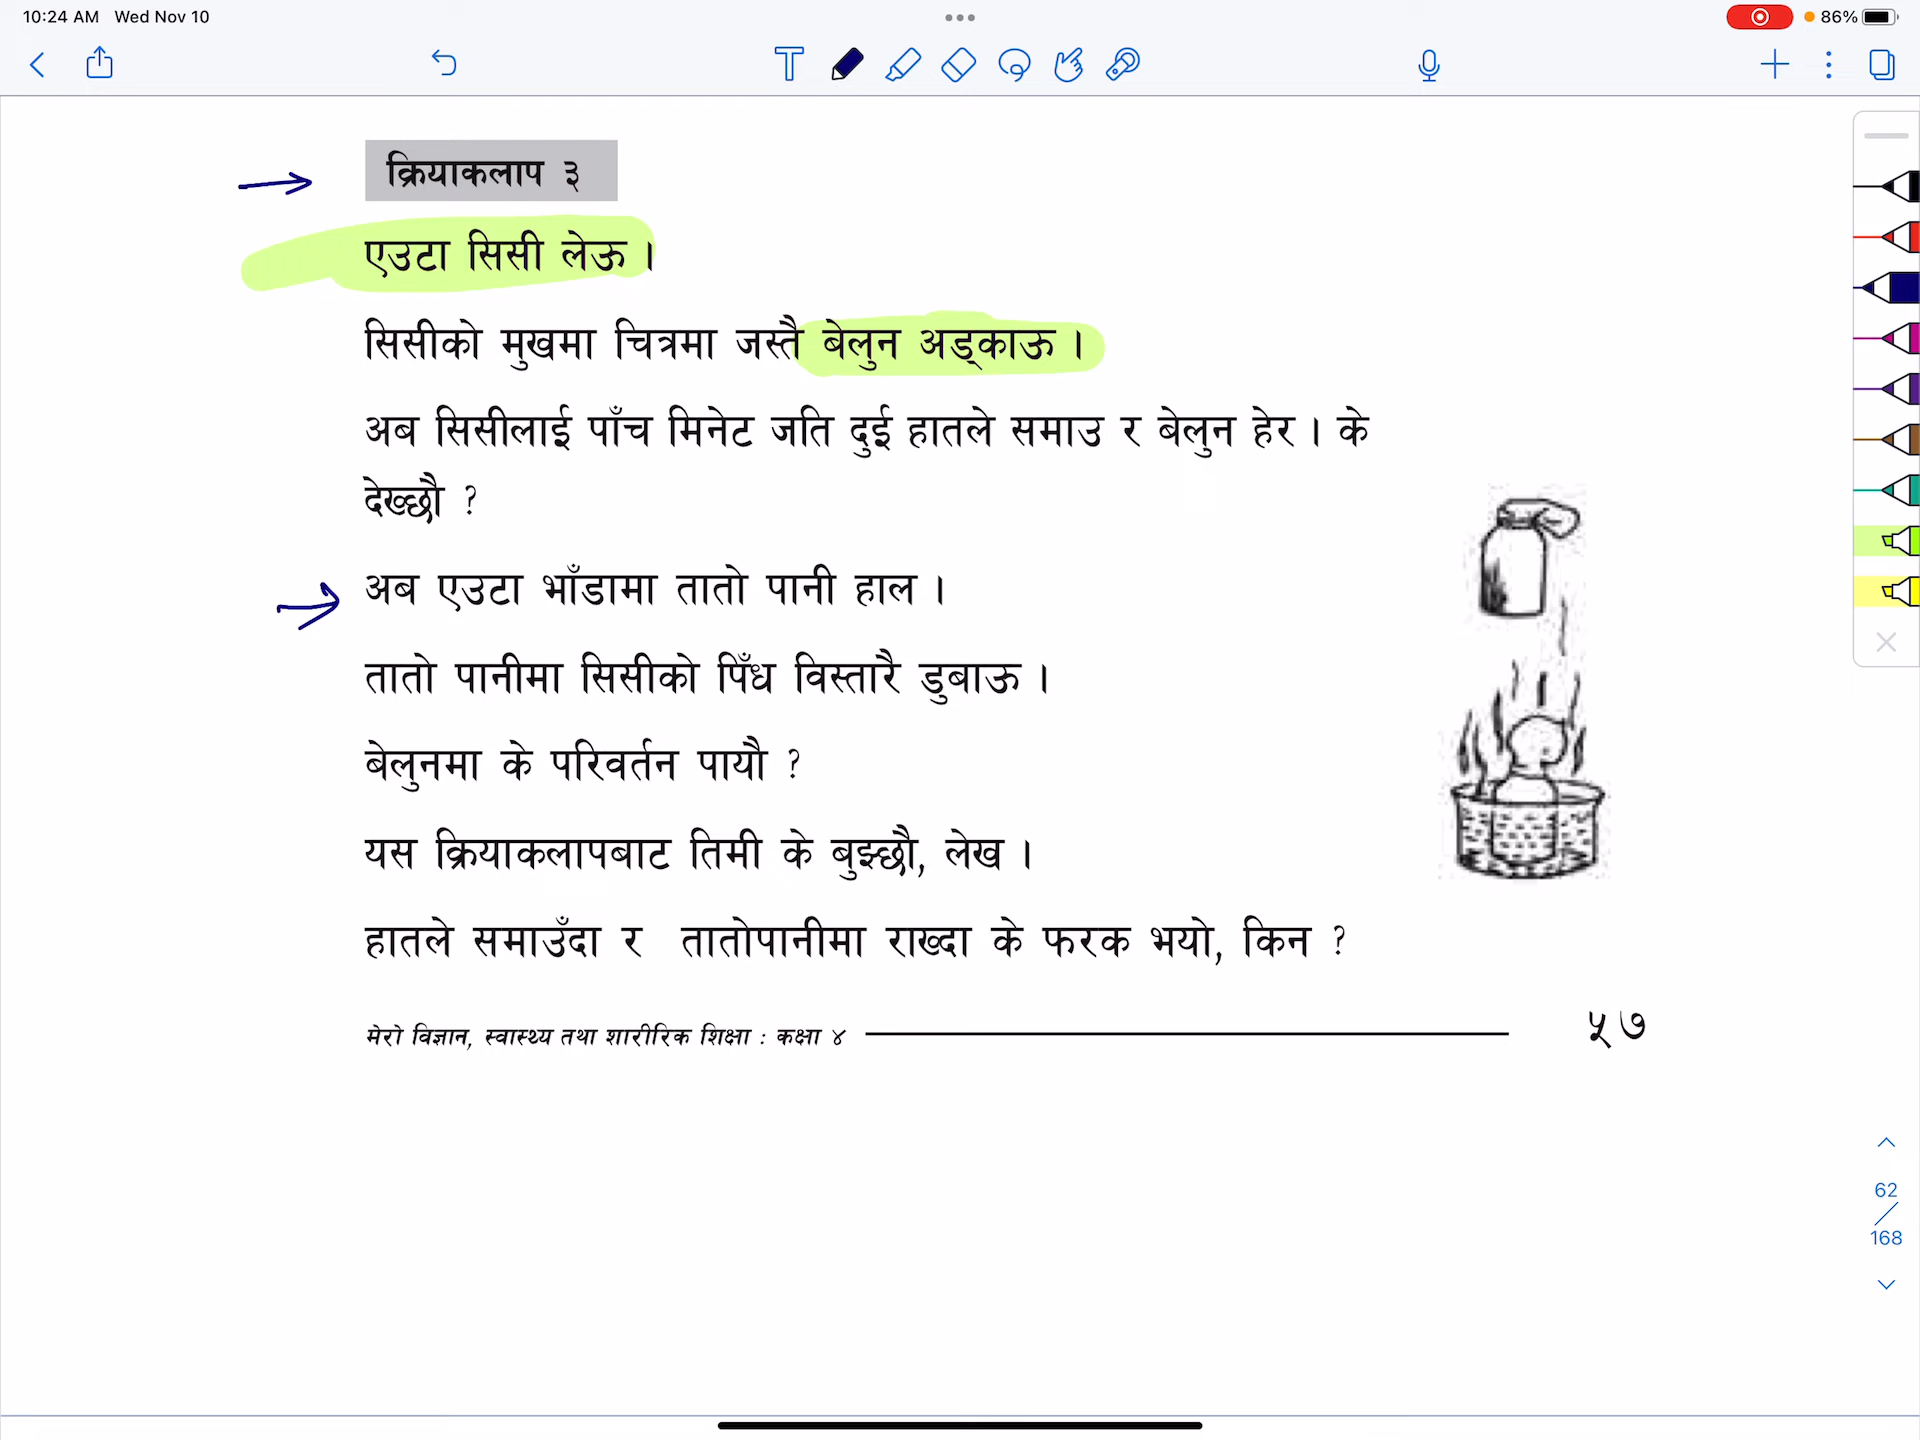 10:24 AM Wed Nov 10
86%
क्रियाकलाप ३
एउटा सिसी लेऊ ।
सिसीको मुखमा चित्रमा जस्तै बेलुन अड्काऊ ।
अब सिसीलाई पाँच मिनेट जति दुई हातले समाउ र बेलुन हेर । के
देख्छौ ?
अब एउटा भाँडामा तातो पानी हाल ।
तातो पानीमा सिसीको पिँध विस्तारै डुबाऊ ।
बेलुनमा के परिवर्तन पायौ ?
यस क्रियाकलापबाट तिमी के बुझ्छौ, लेख ।
हातले समाउँदा र तातोपानीमा राख्दा के फरक भयो, किन ?
मेरो विज्ञान, स्वास्थ्य तथा शारीरिक शिक्षा : कक्षा ४
५७
62
168